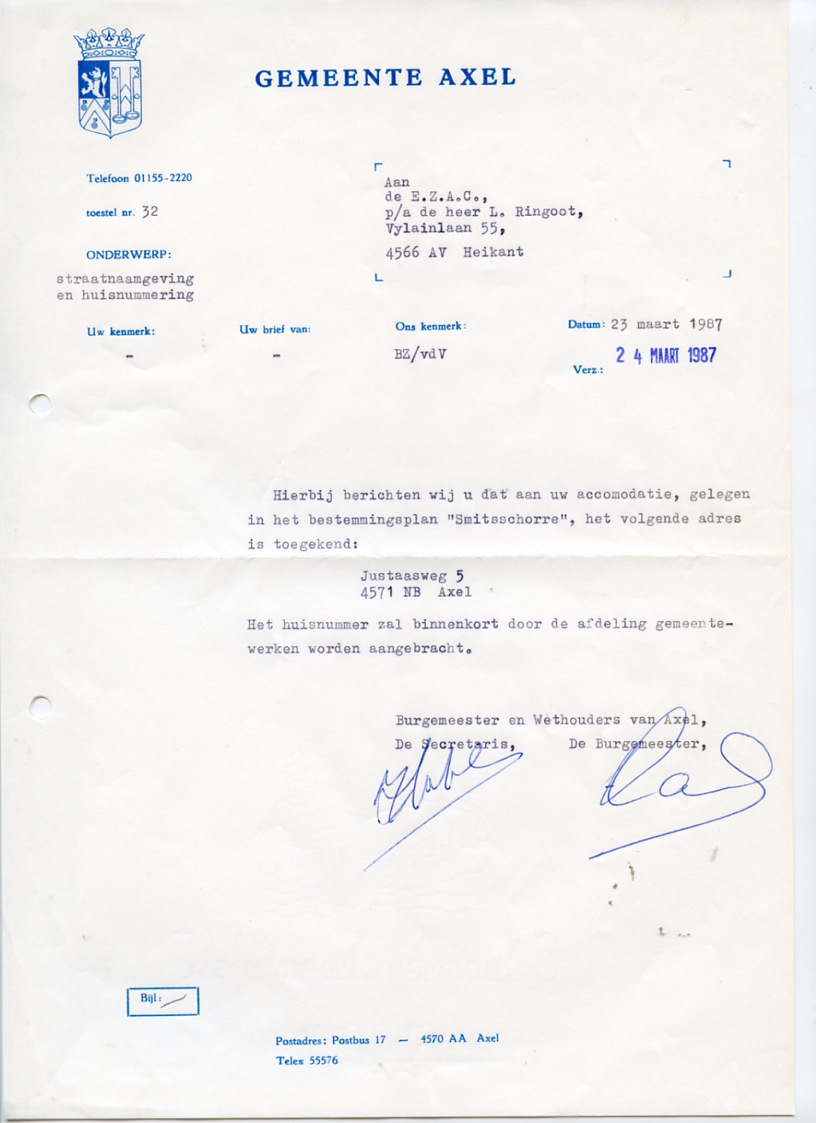 GEMEENTE AXEL
Telefoon 01155-2220
toestel nr. 32
Aan
de E.Z.A.C.,
p/a de heer L. Ringoot,
Vylainlaan 55,
4566 AV Heikant
ONDERWERP:
straatnaamgeving
en huisnummering
Uw kenmerk:
-
Uw brief van:
-
Ons kenmerk:
BZ/vdV
Datum: 23 maart 1987
Verz.: 24 MAART 1987
Hierbij berichten wij u dat aan uw accomodatie, gelegen
in het bestemmingsplan "Smitsschorre", het volgende adres
is toegekend:
Justaasweg 5
4571 NB Axel
Het huisnummer zal binnenkort door de afdeling gemeente-
werken worden aangebracht.
Burgemeester en Wethouders van Axel,
De Secretaris, De Burgemeester,
Bijl:
Postadres: Postbus 17 — 4570 AA Axel
Telex 55576